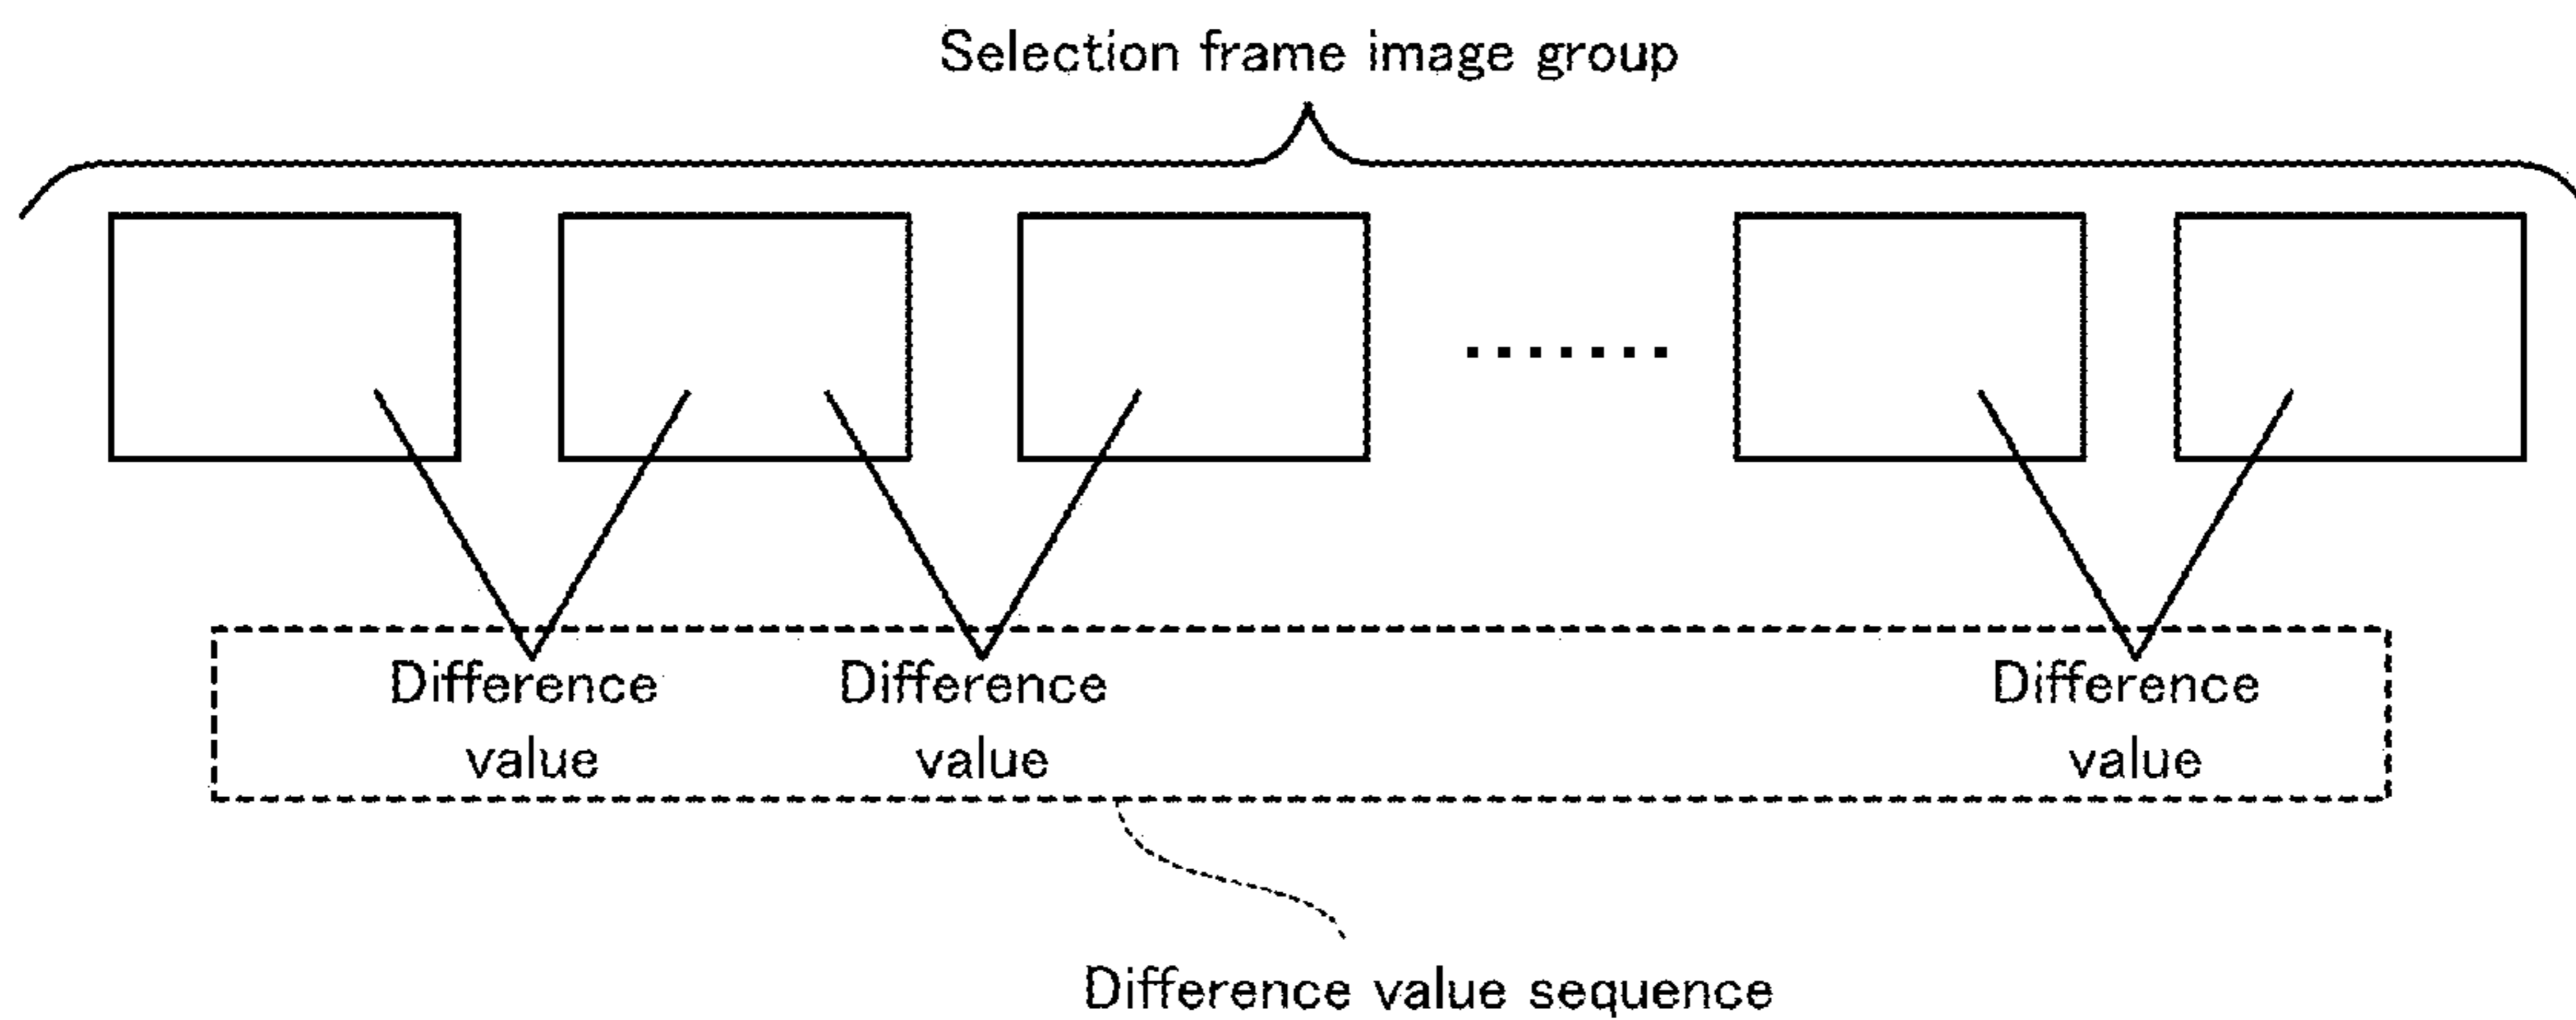 Selection frame image group
Difference Difference Difference
value value value
Difference value sequence